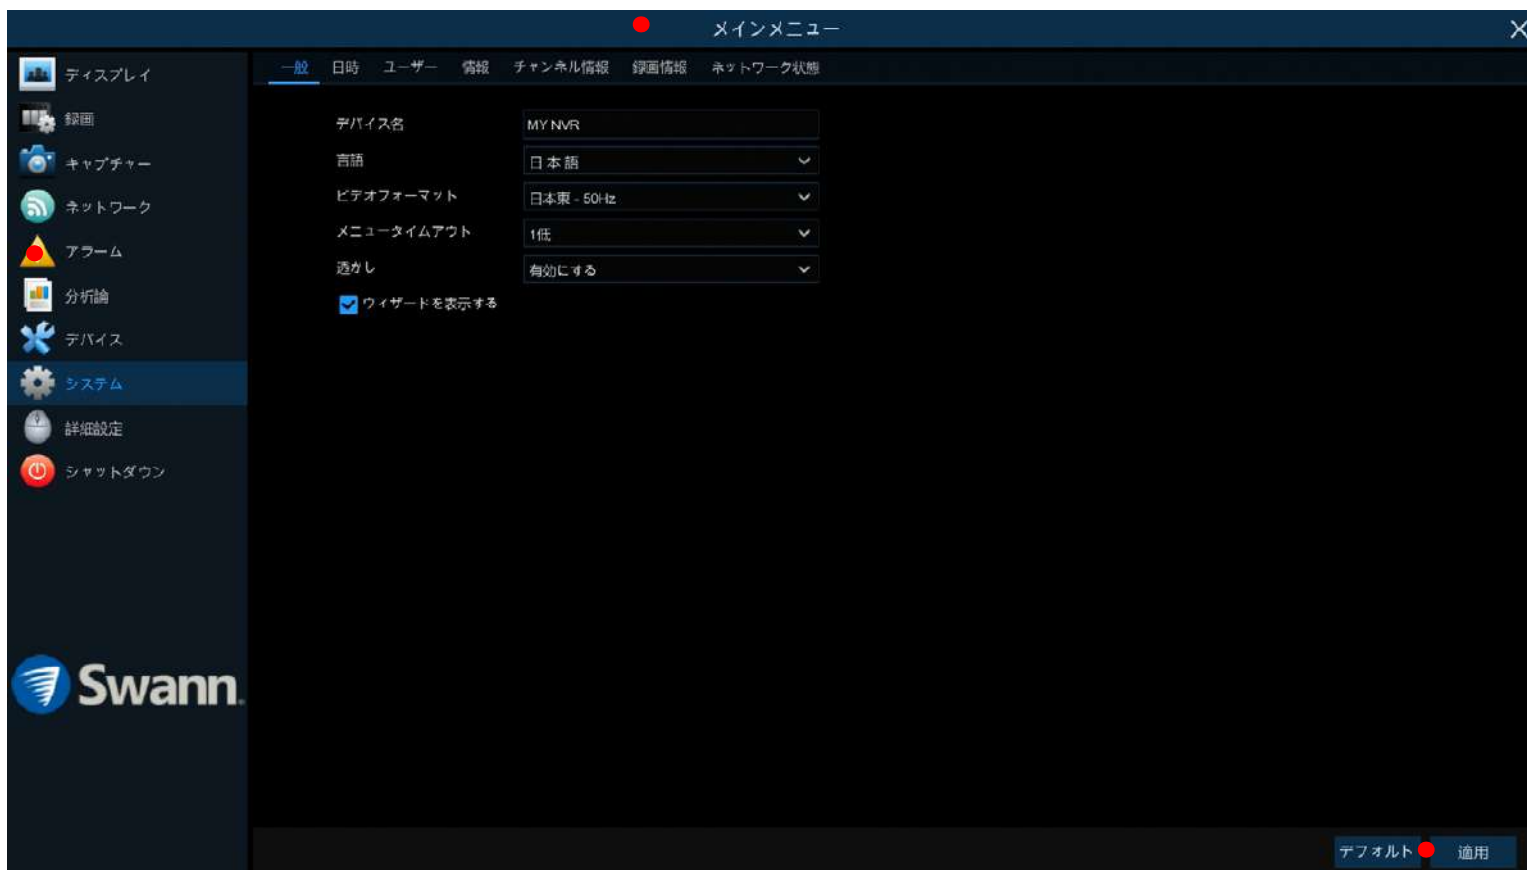 メインメニュー
ディスプレイ
録画
キャプチャー
ネットワーク
アラーム
分析論
デバイス
システム
詳細設定
シャットダウン
Swann
一般 日時 ユーザー 情報 チャンネル情報 録画情報 ネットワーク状態
デバイス名 MY NVR
言語 日本語
ビデオフォーマット 日本東 - 50Hz
メニュータイムアウト 1低
透かし 有効にする
ウィザードを表示する
デフォルト 適用